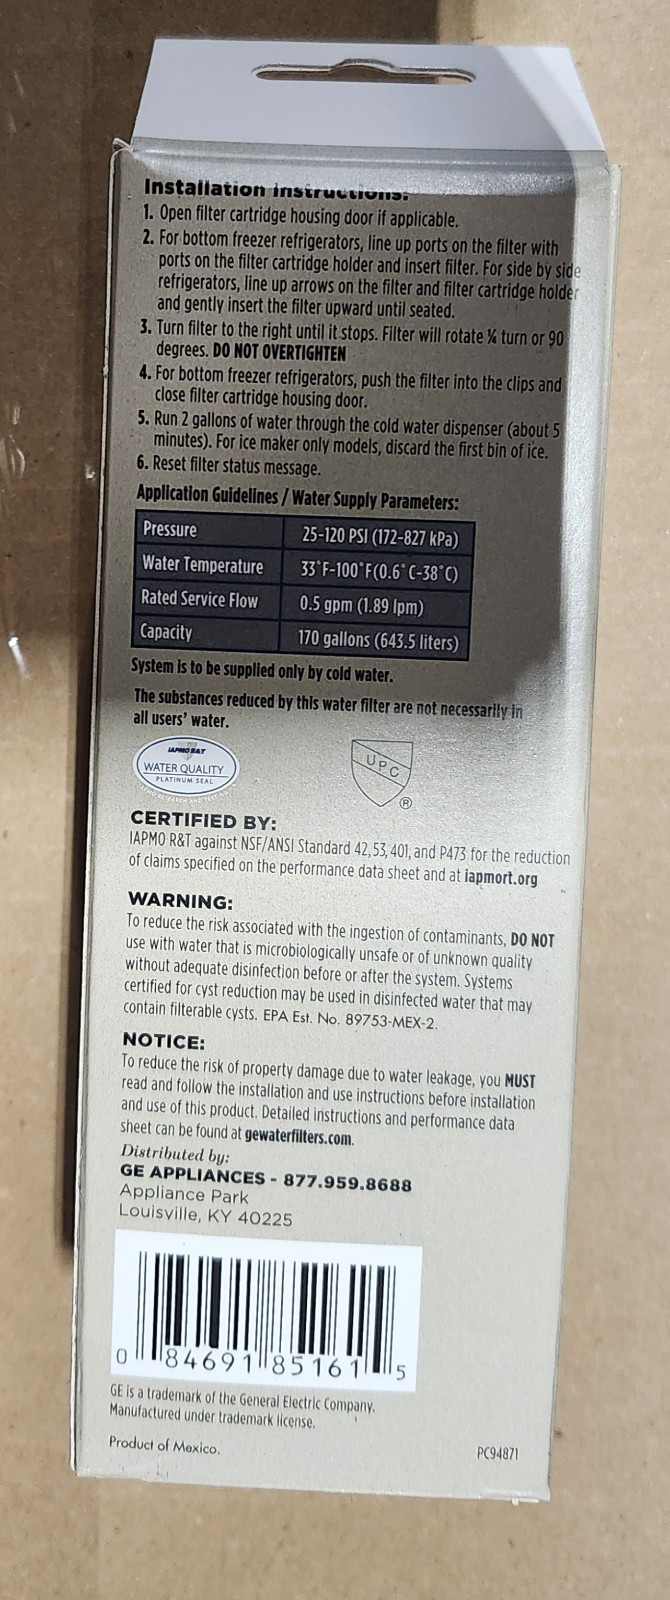 Installation Instructions:
1. Open filter cartridge housing door if applicable.
2. For bottom freezer refrigerators, line up ports on the filter with
ports on the filter cartridge holder and insert filter. For side by side
refrigerators, line up arrows on the filter and filter cartridge holder
and gently insert the filter upward until seated.
3. Turn filter to the right until it stops. Filter will rotate ¼ turn or 90
degrees. DO NOT OVERTIGHTEN
4. For bottom freezer refrigerators, push the filter into the clips and
close filter cartridge housing door.
5. Run 2 gallons of water through the cold water dispenser (about 5
minutes). For ice maker only models, discard the first bin of ice.
6. Reset filter status message.
Application Guidelines / Water Supply Parameters:
Pressure 25-120 PSI (172-827 kPa)
Water Temperature 33°F-100°F(0.6°C-38°C)
Rated Service Flow 0.5 gpm (1.89 lpm)
Capacity 170 gallons (643.5 liters)
System is to be supplied only by cold water.
The substances reduced by this water filter are not necessarily in
all users' water.
IAPMO R&T
WATER QUALITY
PLATINUM SEAL
UPC
®
CERTIFIED BY:
IAPMO R&T against NSF/ANSI Standard 42, 53, 401, and P473 for the reduction
of claims specified on the performance data sheet and at iapmort.org
WARNING:
To reduce the risk associated with the ingestion of contaminants, DO NOT
use with water that is microbiologically unsafe or of unknown quality
without adequate disinfection before or after the system. Systems
certified for cyst reduction may be used in disinfected water that may
contain filterable cysts. EPA Est. No. 89753-MEX-2.
NOTICE:
To reduce the risk of property damage due to water leakage, you MUST
read and follow the installation and use instructions before installation
and use of this product. Detailed instructions and performance data
sheet can be found at gewaterfilters.com.
Distributed by:
GE APPLIANCES - 877.959.8688
Appliance Park
Louisville, KY 40225
0 84691 85161 5
GE is a trademark of the General Electric Company.
Manufactured under trademark license.
Product of Mexico.
PC94871